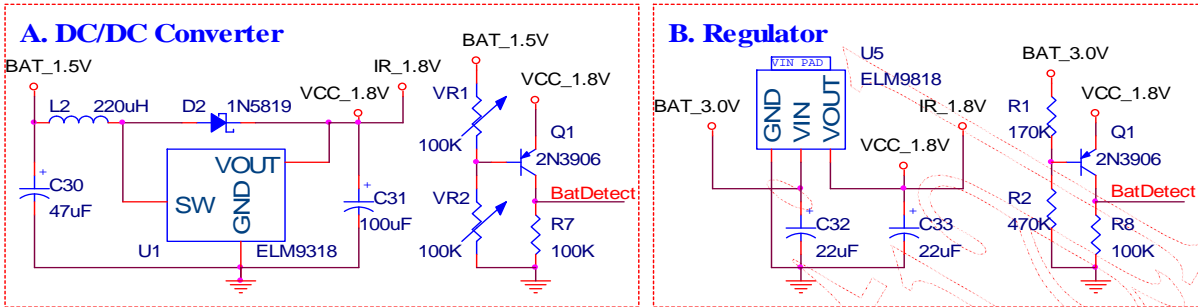 A. DC/DC Converter
BAT_1.5V
L2 220uH
D2 1N5819
IR_1.8V
VCC_1.8V
C30
47uF
VOUT
SW
GND
U1
ELM9318
C31
100uF
BAT_1.5V
VR1
100K
VR2
100K
VCC_1.8V
Q1
2N3906
BatDetect
R7
100K
B. Regulator
BAT_3.0V
VIN PAD
U5
ELM9818
GND
VIN
VOUT
IR_1.8V
VCC_1.8V
C32
22uF
C33
22uF
BAT_3.0V
R1
170K
R2
470K
VCC_1.8V
Q1
2N3906
BatDetect
R8
100K